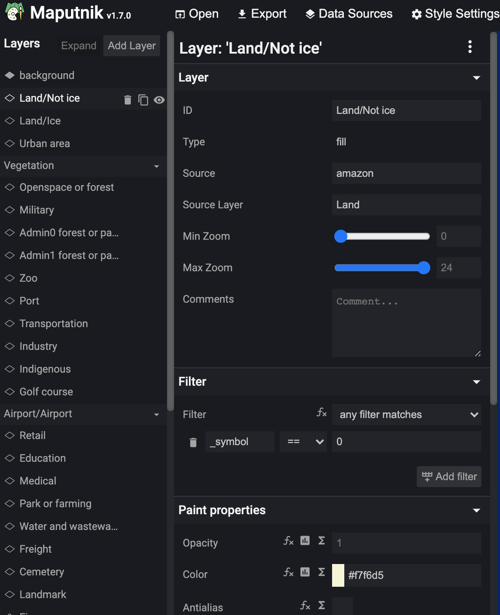 Maputnik v1.7.0
Open
Export
Data Sources
Style Settings
Layers
Expand
Add Layer
background
Land/Not ice
Land/Ice
Urban area
Vegetation
Openspace or forest
Military
Admin0 forest or pa...
Admin1 forest or pa...
Zoo
Port
Transportation
Industry
Indigenous
Golf course
Airport/Airport
Retail
Education
Medical
Park or farming
Water and wastewa...
Freight
Cemetery
Landmark
Layer: 'Land/Not ice'
Layer
ID
Land/Not ice
Type
fill
Source
amazon
Source Layer
Land
Min Zoom
0
Max Zoom
24
Comments
Comment...
Filter
Filter
any filter matches
_symbol
==
0
Add filter
Paint properties
Opacity
1
Color
#f7f6d5
Antialias